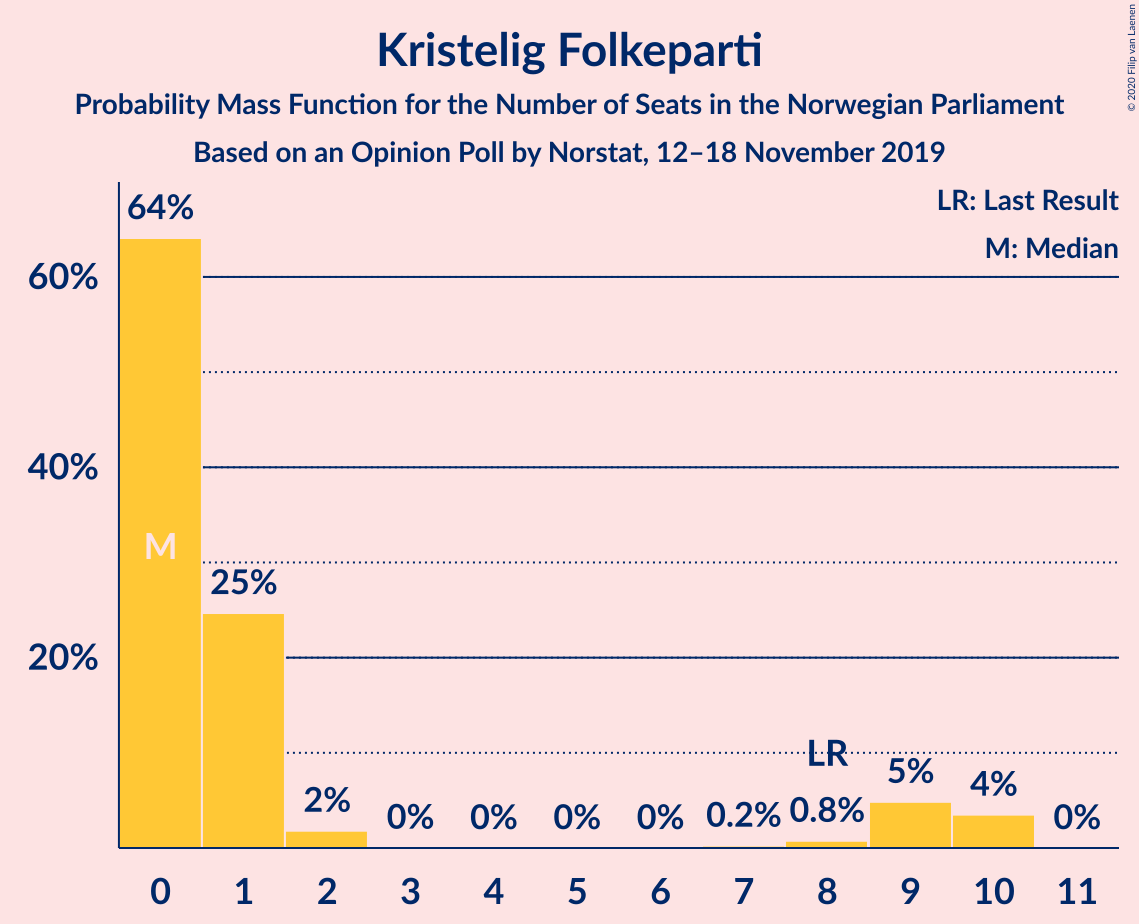 Kristelig Folkeparti
Probability Mass Function for the Number of Seats in the Norwegian Parliament
Based on an Opinion Poll by Norstat, 12–18 November 2019
© 2020 Filip van Laenen
LR: Last Result
M: Median
64%
60%
40%
M
25%
20%
LR
5%
4%
2%
0%
0%
0%
0%
0.2%
0.8%
0%
0 1 2 3 4 5 6 7 8 9 10 11